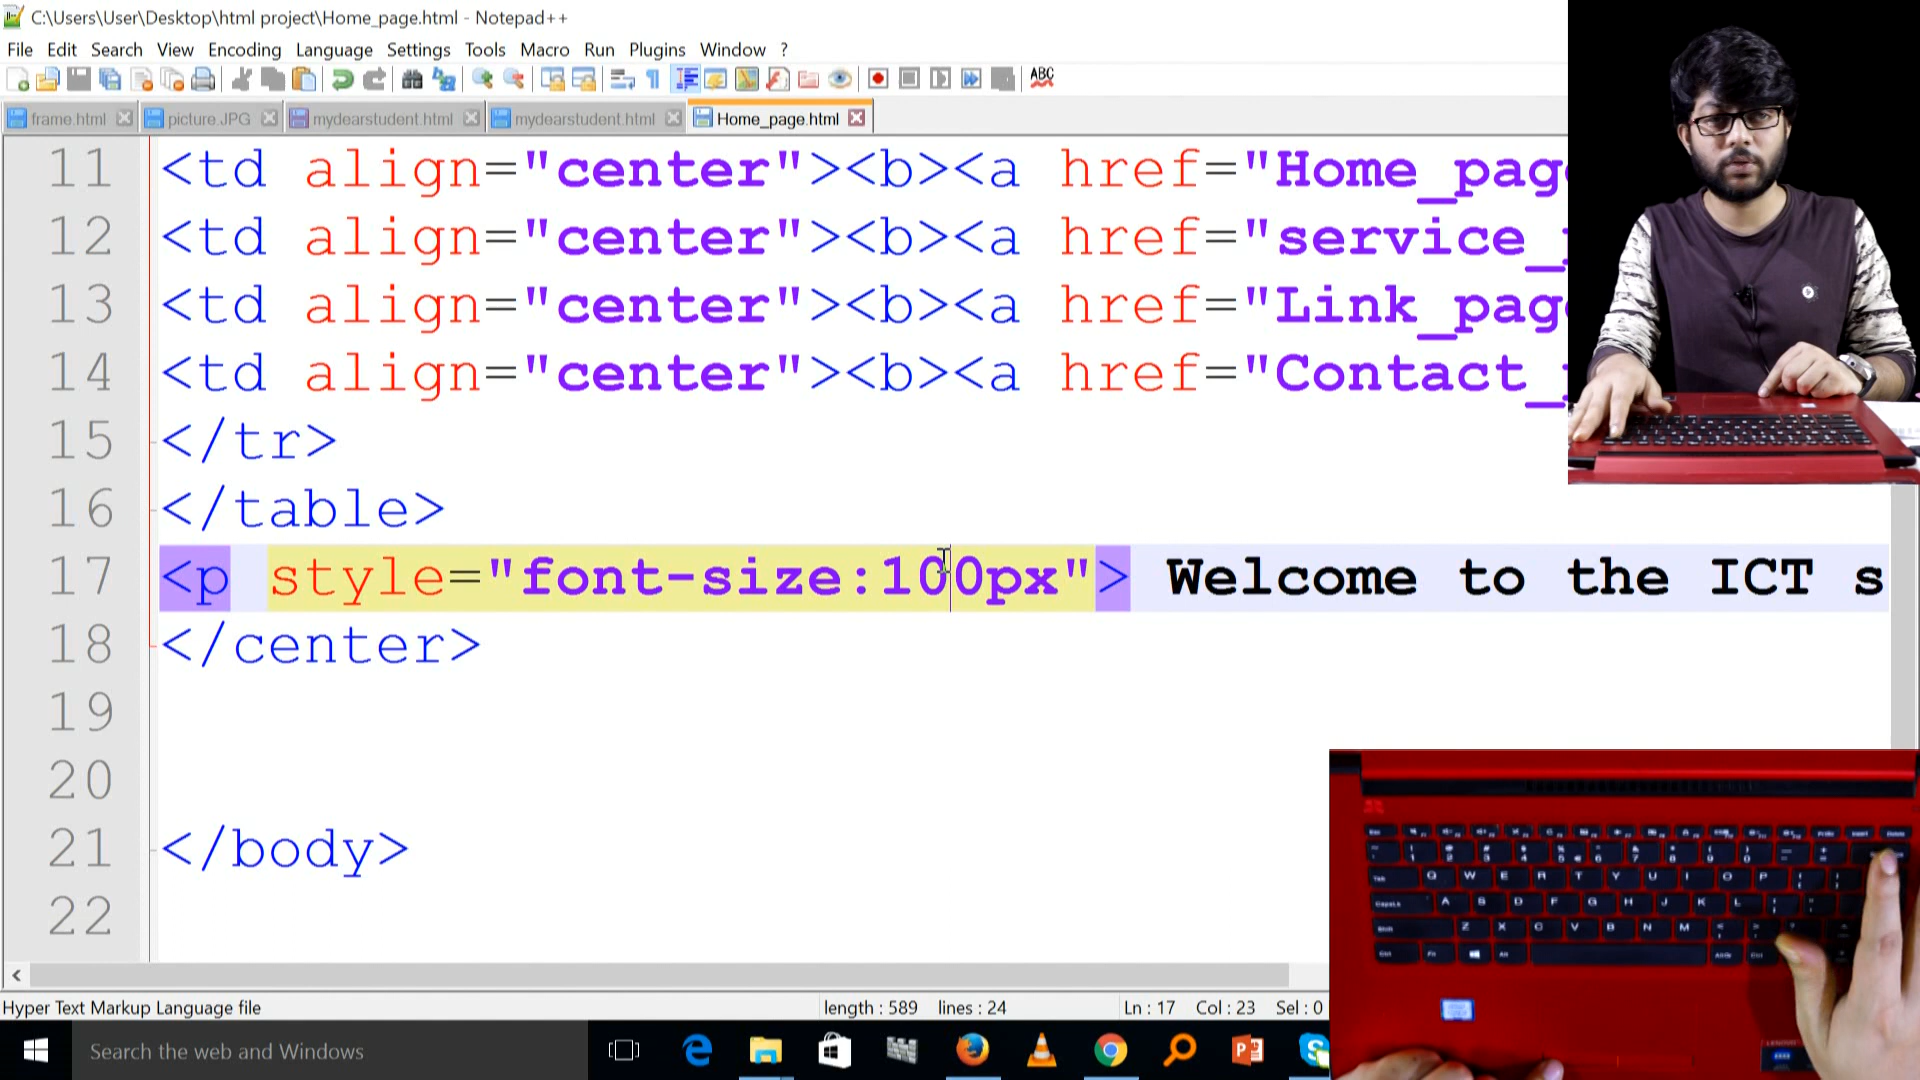 C:\Users\User\Desktop\html project\Home_page.html - Notepad++
File Edit Search View Encoding Language Settings Tools Macro Run Plugins Window ?
ABC
frame.html picture.JPG mydearstudent.html mydearstudent.html Home_page.html
11 <td align="center"><b><a href="Home_pag
12 <td align="center"><b><a href="service_
13 <td align="center"><b><a href="Link_pag
14 <td align="center"><b><a href="Contact_
15 </tr>
16 </table>
17 <p style="font-size:100px"> Welcome to the ICT s
18 </center>
19
20
21 </body>
22
Hyper Text Markup Language file length : 589 lines : 24 Ln : 17 Col : 23 Sel : 0
Search the web and Windows
Q W E R T Y U I O P
A S D F G H J K L
Z X C V B N M